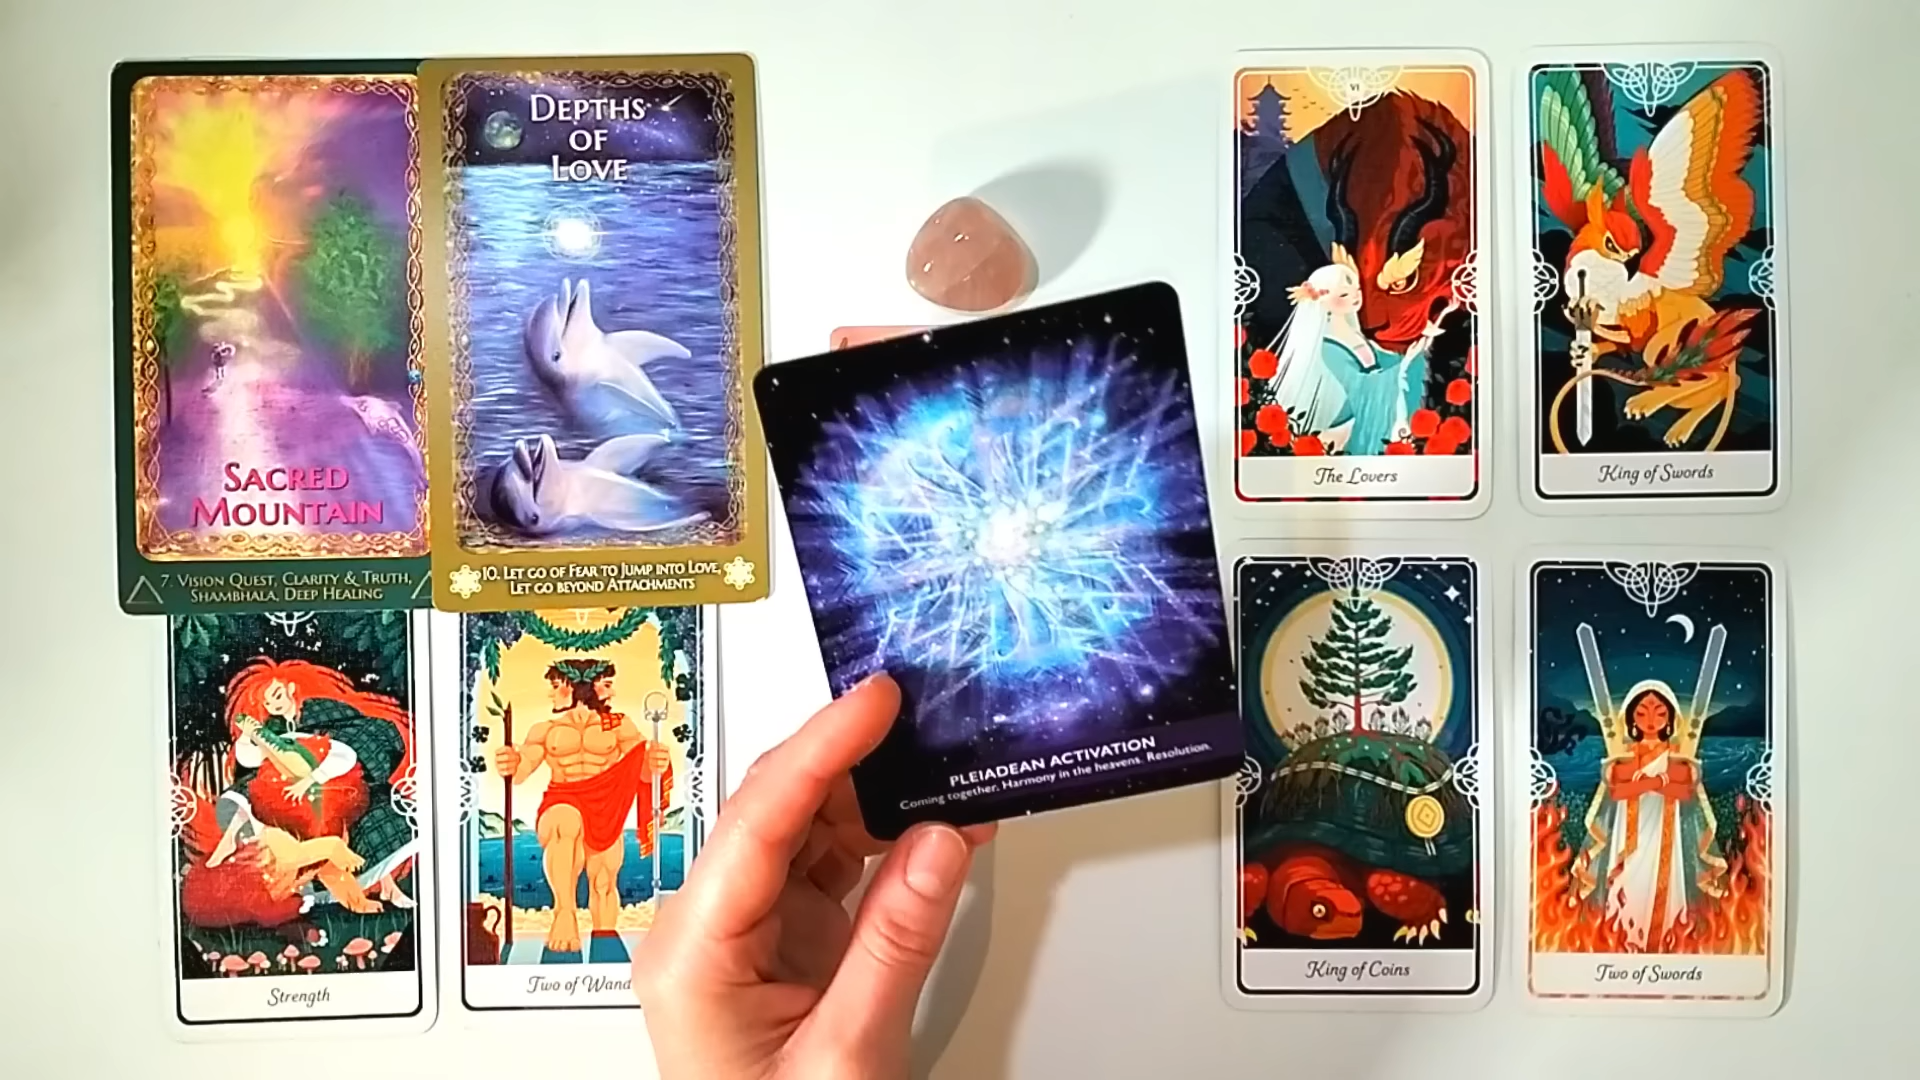 SACRED
MOUNTAIN
7. VISION QUEST, CLARITY & TRUTH,
SHAMBHALA, DEEP HEALING
DEPTHS
OF
LOVE
10. LET GO OF FEAR TO JUMP INTO LOVE,
LET GO BEYOND ATTACHMENTS
PLEIADEAN ACTIVATION
Coming together. Harmony in the heavens. Resolution.
VI
The Lovers
King of Swords
Strength
Two of Wand
King of Coins
Two of Swords